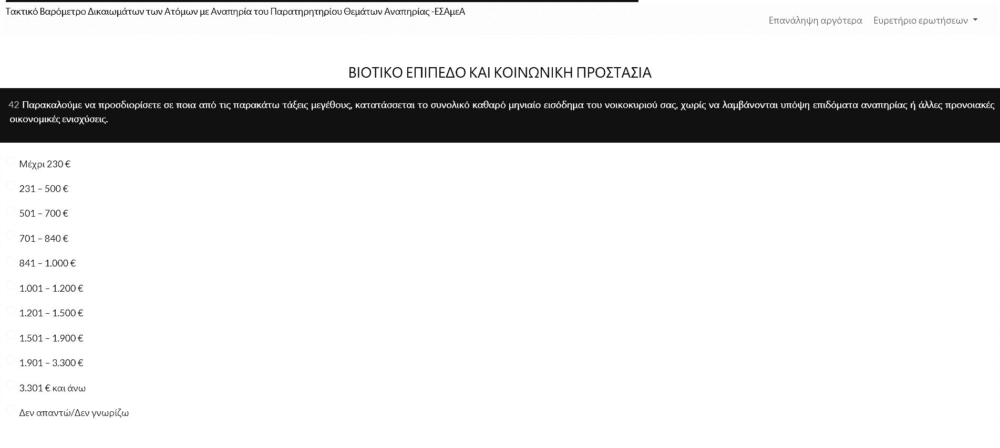 Τακτικό Βαρόμετρο Δικαιωμάτων των Ατόμων με Αναπηρία του Παρατηρητηρίου Θεμάτων Αναπηρίας -ΕΣΑμεΑ
Επανάληψη αργότερα Ευρετήριο ερωτήσεων
ΒΙΟΤΙΚΟ ΕΠΙΠΕΔΟ ΚΑΙ ΚΟΙΝΩΝΙΚΗ ΠΡΟΣΤΑΣΙΑ
42 Παρακαλούμε να προσδιορίσετε σε ποια από τις παρακάτω τάξεις μεγέθους, κατατάσσεται το συνολικό καθαρό μηνιαίο εισόδημα του νοικοκυριού σας, χωρίς να λαμβάνονται υπόψη επιδόματα αναπηρίας ή άλλες προνοιακές
οικονομικές ενισχύσεις.
Μέχρι 230 €
231 – 500 €
501 – 700 €
701 – 840 €
841 – 1.000 €
1.001 – 1.200 €
1.201 – 1.500 €
1.501 – 1.900 €
1.901 – 3.300 €
3.301 € και άνω
Δεν απαντώ/Δεν γνωρίζω